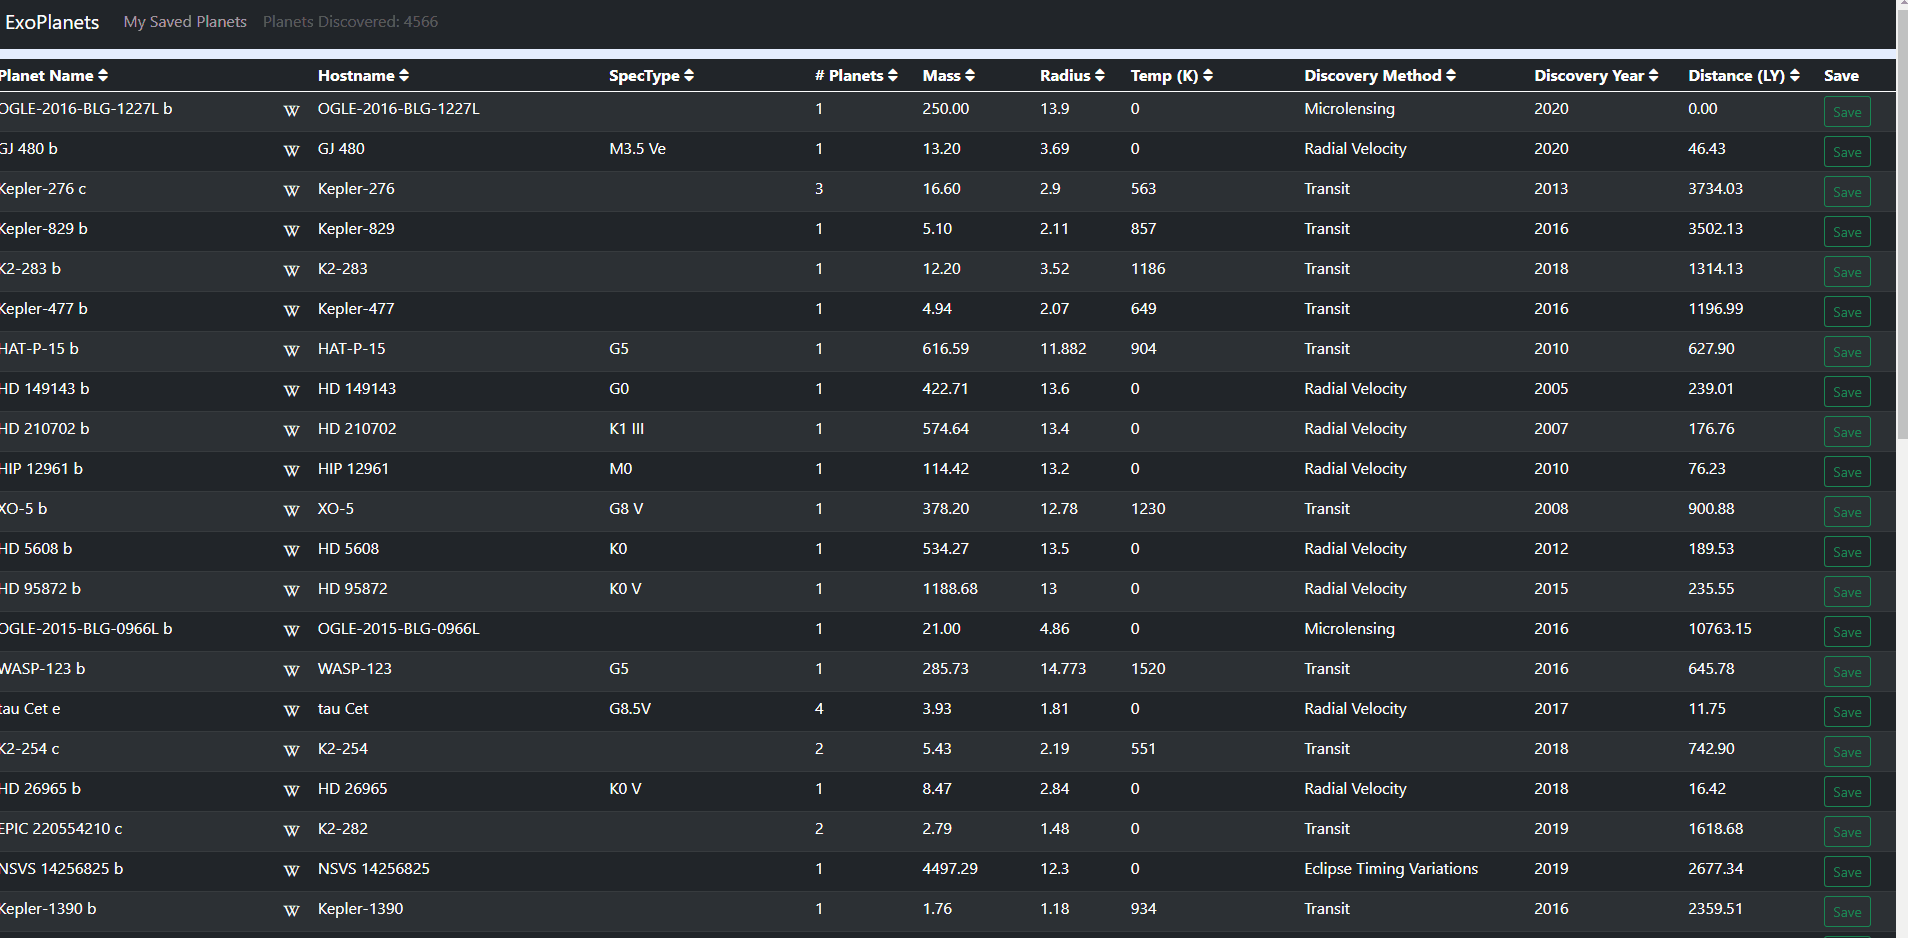 ExoPlanets My Saved Planets Planets Discovered: 4566
Planet Name Hostname SpecType # Planets Mass Radius Temp (K) Discovery Method Discovery Year Distance (LY) Save
OGLE-2016-BLG-1227L b W OGLE-2016-BLG-1227L 1 250.00 13.9 0 Microlensing 2020 0.00 Save
GJ 480 b W GJ 480 M3.5 Ve 1 13.20 3.69 0 Radial Velocity 2020 46.43 Save
Kepler-276 c W Kepler-276 3 16.60 2.9 563 Transit 2013 3734.03 Save
Kepler-829 b W Kepler-829 1 5.10 2.11 857 Transit 2016 3502.13 Save
K2-283 b W K2-283 1 12.20 3.52 1186 Transit 2018 1314.13 Save
Kepler-477 b W Kepler-477 1 4.94 2.07 649 Transit 2016 1196.99 Save
HAT-P-15 b W HAT-P-15 G5 1 616.59 11.882 904 Transit 2010 627.90 Save
HD 149143 b W HD 149143 G0 1 422.71 13.6 0 Radial Velocity 2005 239.01 Save
HD 210702 b W HD 210702 K1 III 1 574.64 13.4 0 Radial Velocity 2007 176.76 Save
HIP 12961 b W HIP 12961 M0 1 114.42 13.2 0 Radial Velocity 2010 76.23 Save
XO-5 b W XO-5 G8 V 1 378.20 12.78 1230 Transit 2008 900.88 Save
HD 5608 b W HD 5608 K0 1 534.27 13.5 0 Radial Velocity 2012 189.53 Save
HD 95872 b W HD 95872 K0 V 1 1188.68 13 0 Radial Velocity 2015 235.55 Save
OGLE-2015-BLG-0966L b W OGLE-2015-BLG-0966L 1 21.00 4.86 0 Microlensing 2016 10763.15 Save
WASP-123 b W WASP-123 G5 1 285.73 14.773 1520 Transit 2016 645.78 Save
tau Cet e W tau Cet G8.5V 4 3.93 1.81 0 Radial Velocity 2017 11.75 Save
K2-254 c W K2-254 2 5.43 2.19 551 Transit 2018 742.90 Save
HD 26965 b W HD 26965 K0 V 1 8.47 2.84 0 Radial Velocity 2018 16.42 Save
EPIC 220554210 c W K2-282 2 2.79 1.48 0 Transit 2019 1618.68 Save
NSVS 14256825 b W NSVS 14256825 1 4497.29 12.3 0 Eclipse Timing Variations 2019 2677.34 Save
Kepler-1390 b W Kepler-1390 1 1.76 1.18 934 Transit 2016 2359.51 Save